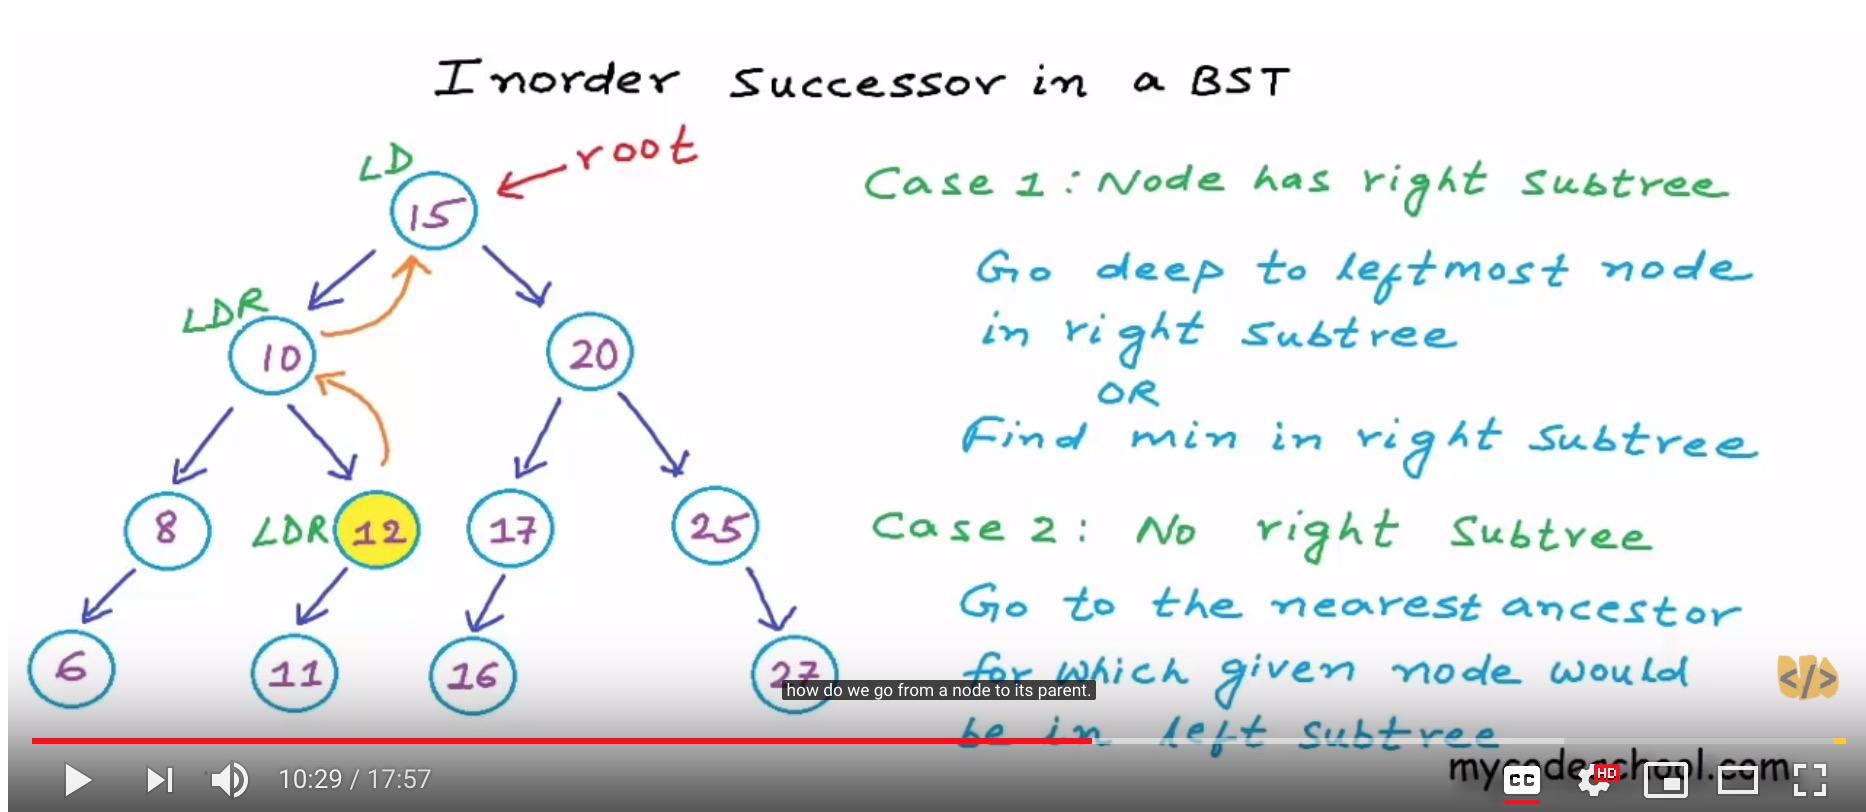 Inorder Successor in a BST
LD
root
15
LDR
10
20
8
LDR
12
17
25
6
11
16
27
Case 1: Node has right subtree
Go deep to leftmost node
in right subtree
OR
Find min in right subtree
Case 2: No right Subtree
Go to the nearest ancestor
for which given node would
be in left subtree
how do we go from a node to its parent.
</>
mycodeschool.com
10:29 / 17:57
CC
HD